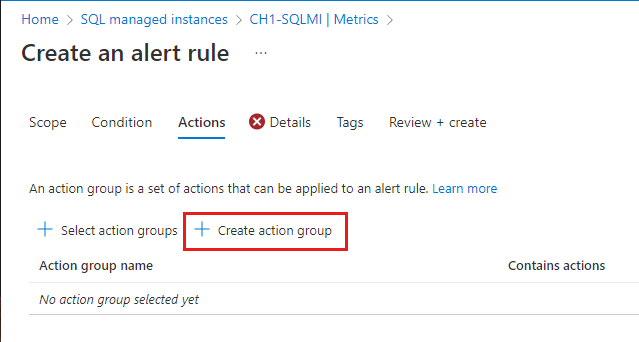 Home > SQL managed instances > CH1-SQLMI | Metrics >
Create an alert rule ...
Scope Condition Actions Details Tags Review + create
An action group is a set of actions that can be applied to an alert rule. Learn more
+ Select action groups + Create action group
Action group name Contains actions
No action group selected yet